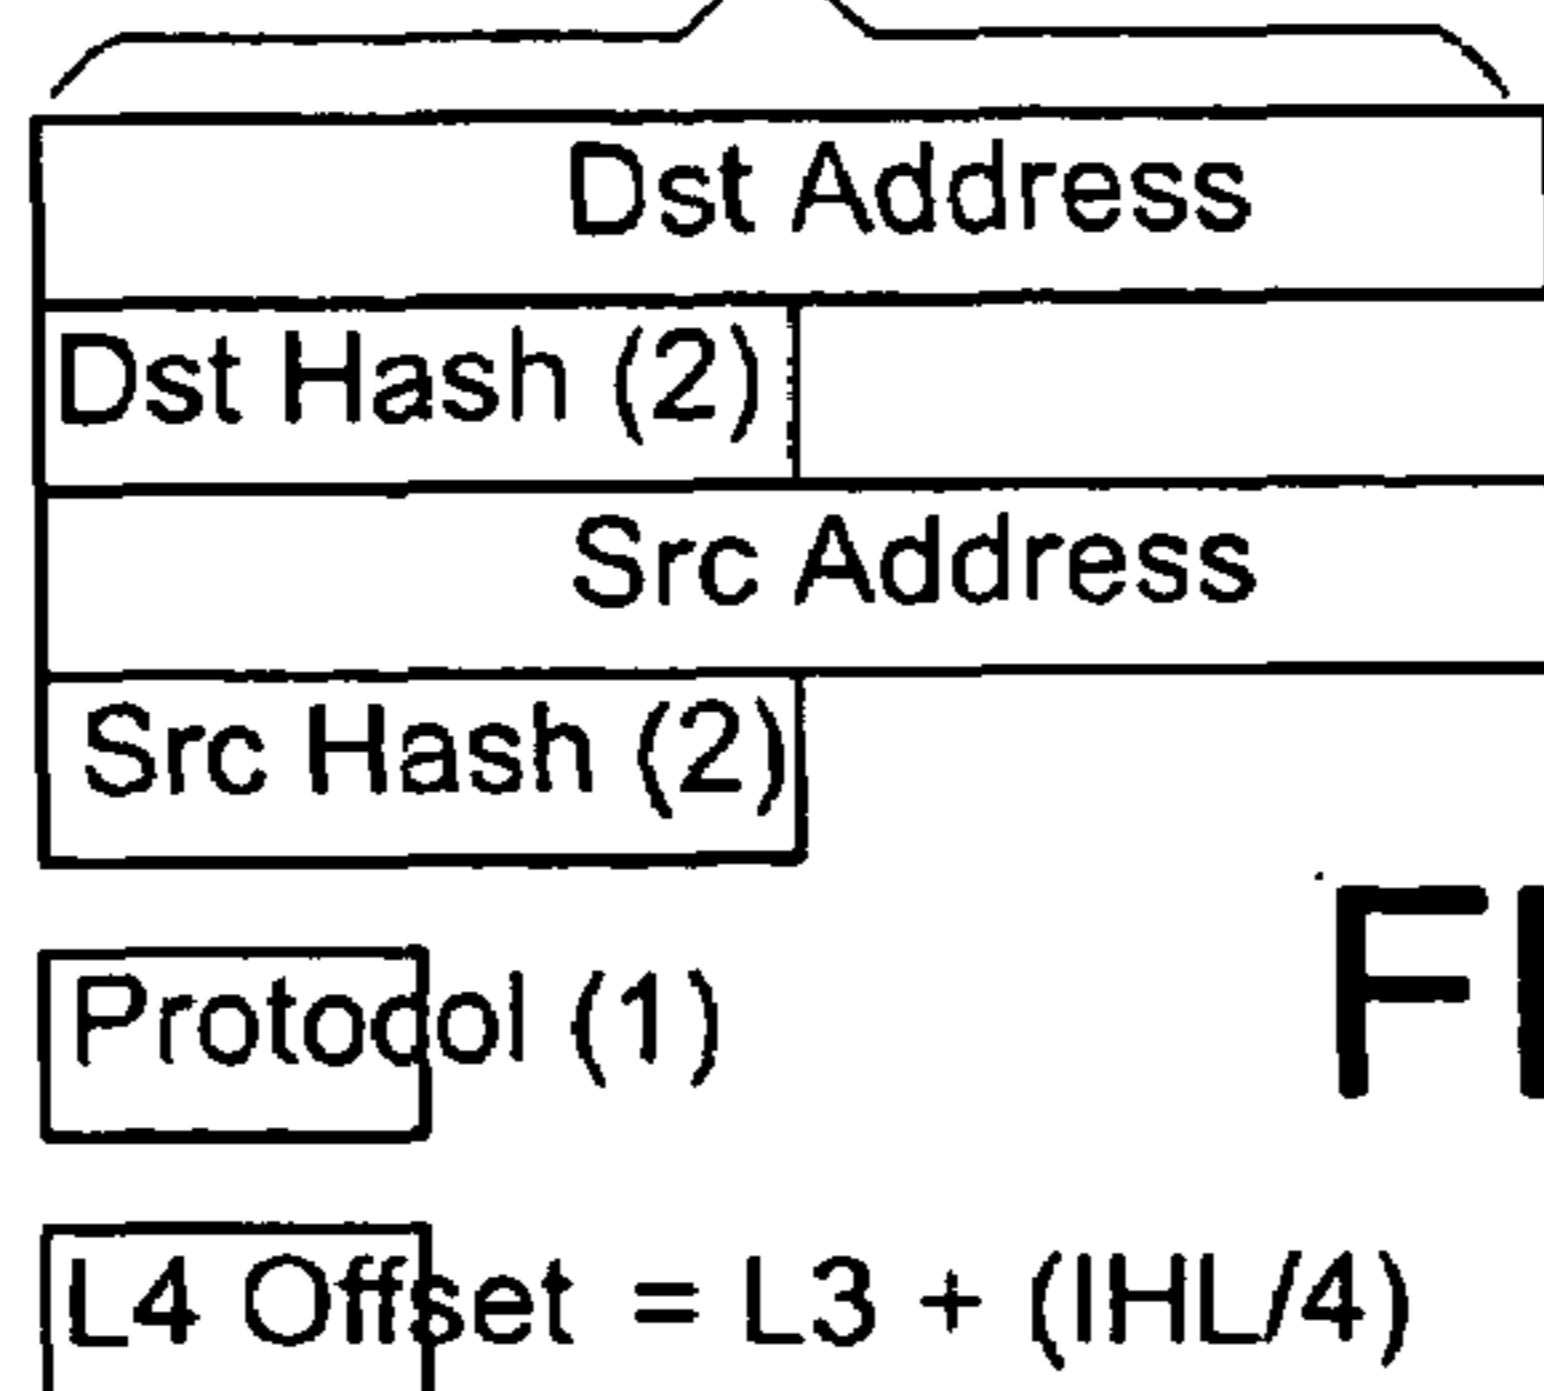 Dst Address
Dst Hash (2)
Src Address
Src Hash (2)
Protocol (1)
L4 Offset = L3 + (IHL/4)